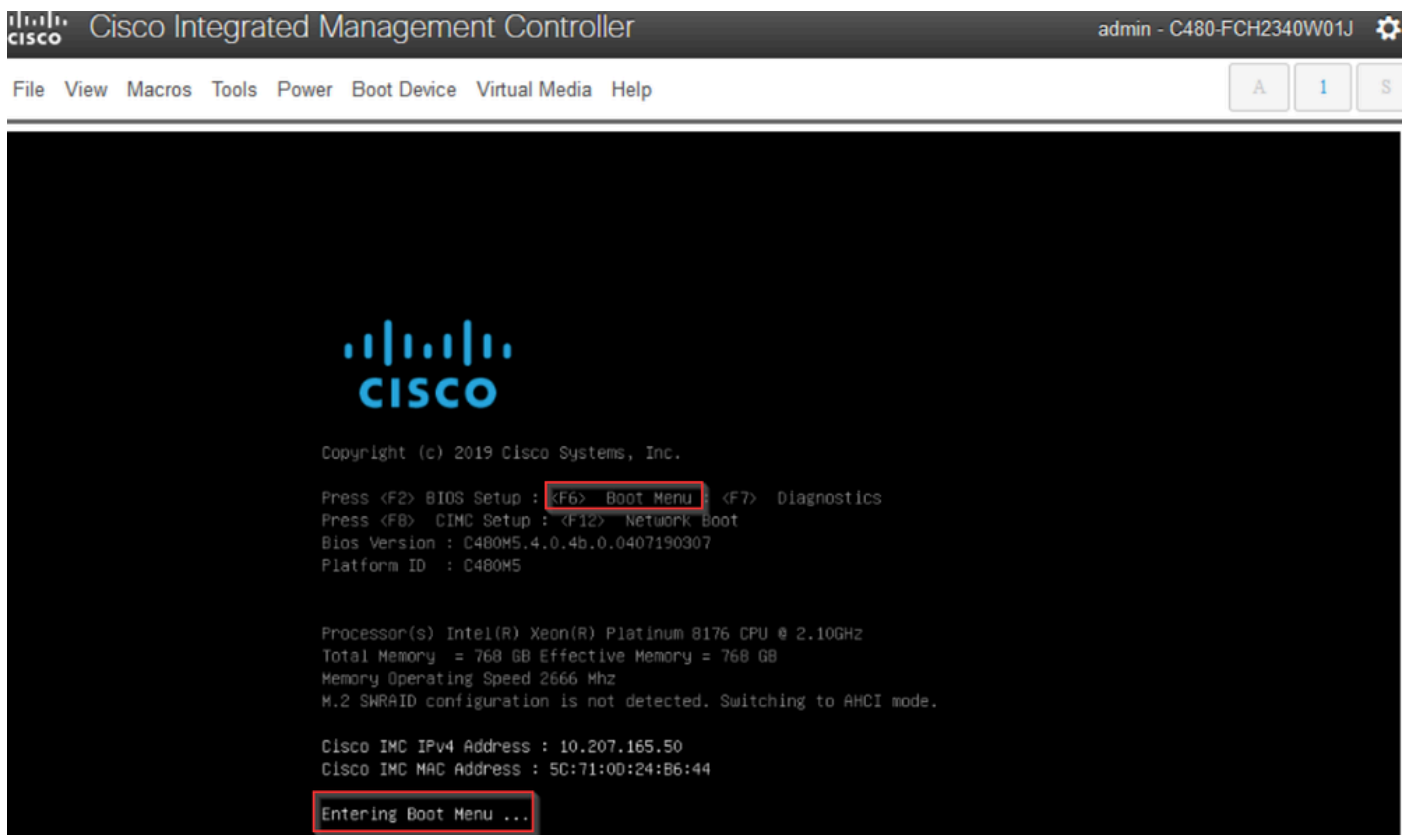 CISCO Cisco Integrated Management Controller admin - C480-FCH2340W01J
File View Macros Tools Power Boot Device Virtual Media Help A 1 S
CISCO
Copyright (c) 2019 Cisco Systems, Inc.
Press <F2> BIOS Setup : <F6> Boot Menu : <F7> Diagnostics
Press <F8> CIMC Setup : <F12> Network Boot
Bios Version : C480M5.4.0.4b.0.0407190307
Platform ID : C480M5
Processor(s) Intel(R) Xeon(R) Platinum 8176 CPU @ 2.10GHz
Total Memory = 768 GB Effective Memory = 768 GB
Memory Operating Speed 2666 Mhz
M.2 SWRAID configuration is not detected. Switching to AHCI mode.
Cisco IMC IPv4 Address : 10.207.165.50
Cisco IMC MAC Address : 5C:71:0D:24:B6:44
Entering Boot Menu ...